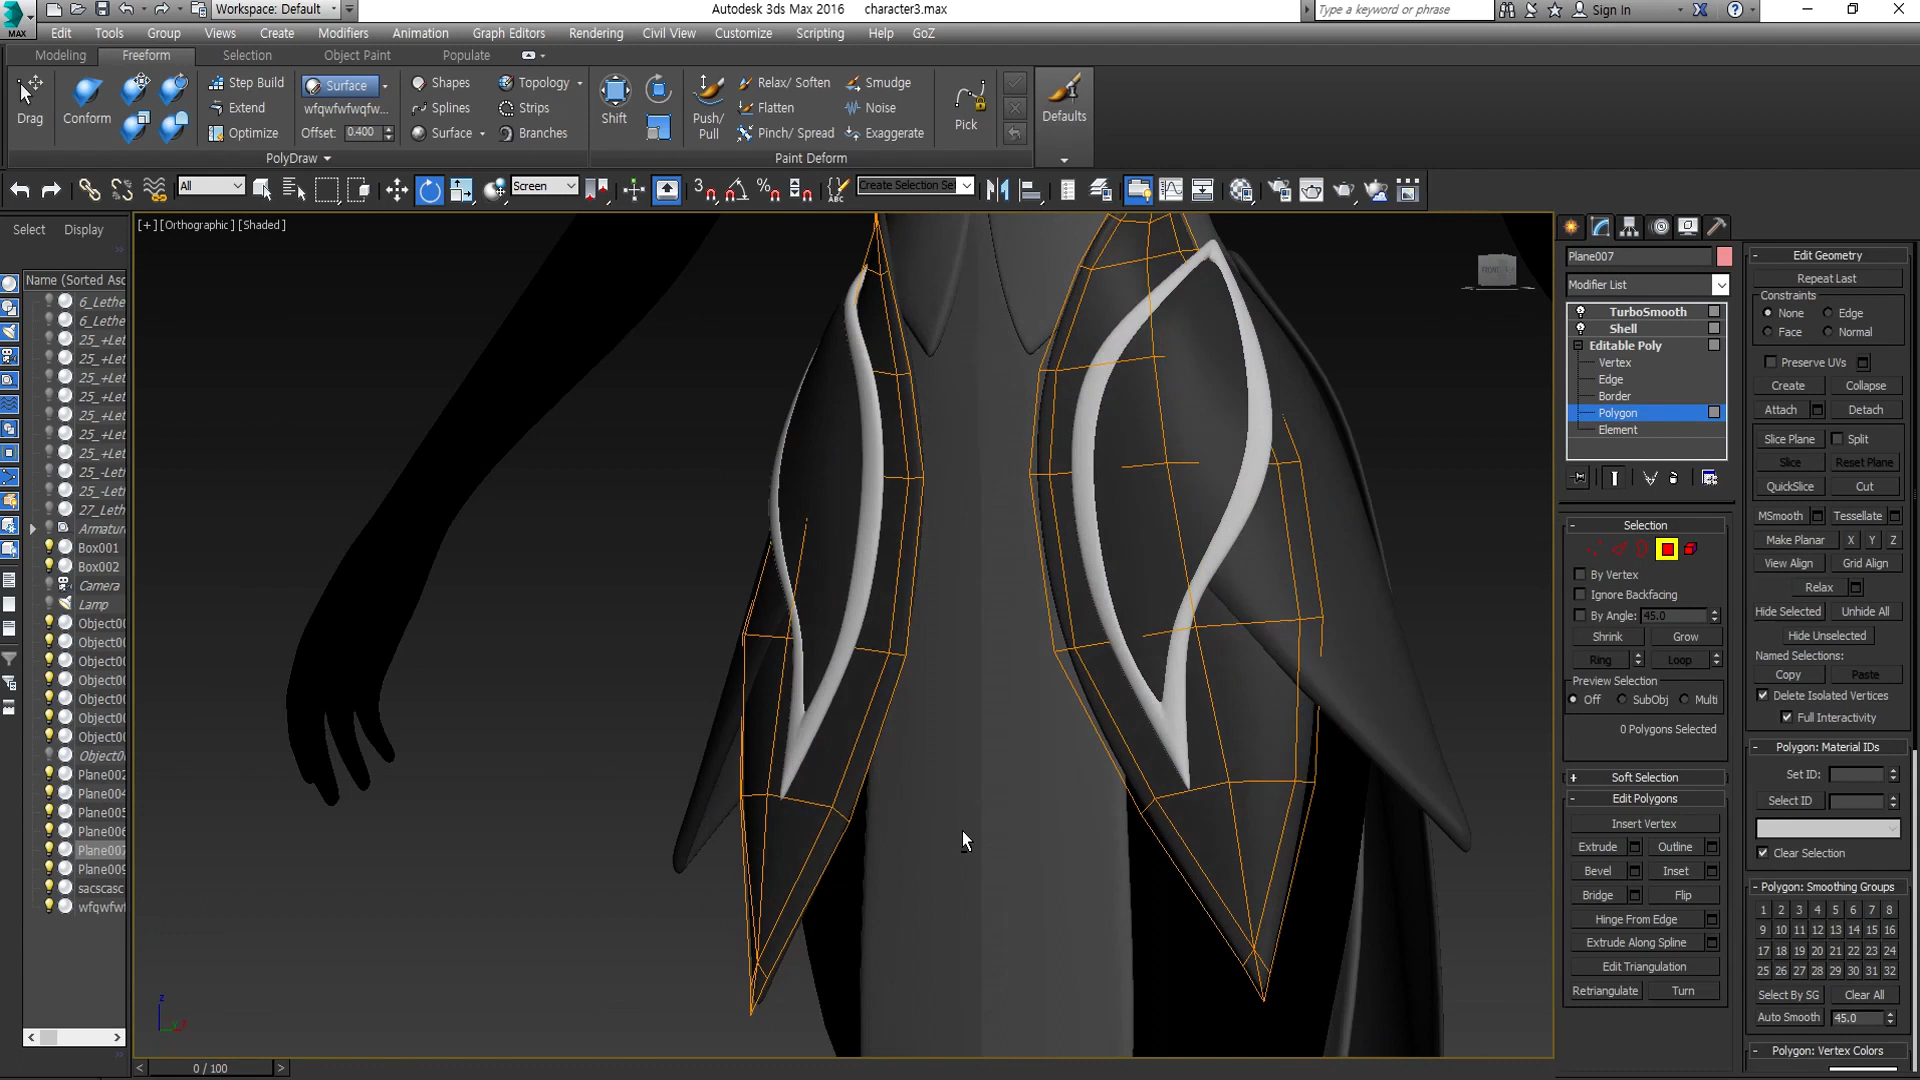 Workspace: Default
Autodesk 3ds Max 2016 character3.max
Type a keyword or phrase
Sign In
MAX
Edit Tools Group Views Create Modifiers Animation Graph Editors Rendering Civil View Customize Scripting Help GoZ
Modeling Freeform Selection Object Paint Populate
Drag
Conform
Step Build
Extend
Optimize
Surface
wfqwfwfwqfw...
Offset: 0.400
Shapes
Splines
Surface
Topology
Strips
Branches
PolyDraw
Shift
Push/
Pull
Relax/ Soften
Flatten
Pinch/ Spread
Smudge
Noise
Exaggerate
Paint Deform
Pick
Defaults
All
Screen
3
Create Selection Se
Select Display
Name (Sorted Asc
6_Lethe
6_Lethe
25_+Let
25_+Let
25_+Let
25_+Let
25_+Let
25_+Let
25_+Let
25_-Leth
25_-Leth
27_Leth
Armature
Box001
Box002
Camera
Lamp
Object00
Object00
Object00
Object00
Object00
Object00
Object00
Object0
Plane002
Plane004
Plane005
Plane006
Plane007
Plane009
sacscasc
wfqwfwf
[+] [Orthographic ] [Shaded ]
z
0 / 100
Plane007
Modifier List
TurboSmooth
Shell
Editable Poly
Vertex
Edge
Border
Polygon
Element
Selection
By Vertex
Ignore Backfacing
By Angle: 45.0
Shrink Grow
Ring Loop
Preview Selection
Off SubObj Multi
0 Polygons Selected
Soft Selection
Edit Polygons
Insert Vertex
Extrude Outline
Bevel Inset
Bridge Flip
Hinge From Edge
Extrude Along Spline
Edit Triangulation
Retriangulate Turn
Edit Geometry
Repeat Last
Constraints
None Edge
Face Normal
Preserve UVs
Create Collapse
Attach Detach
Slice Plane Split
Slice Reset Plane
QuickSlice Cut
MSmooth Tessellate
Make Planar X Y Z
View Align Grid Align
Relax
Hide Selected Unhide All
Hide Unselected
Named Selections:
Copy Paste
Delete Isolated Vertices
Full Interactivity
Polygon: Material IDs
Set ID:
Select ID
Clear Selection
Polygon: Smoothing Groups
1 2 3 4 5 6 7 8
9 10 11 12 13 14 15 16
17 18 19 20 21 22 23 24
25 26 27 28 29 30 31 32
Select By SG Clear All
Auto Smooth 45.0
Polygon: Vertex Colors